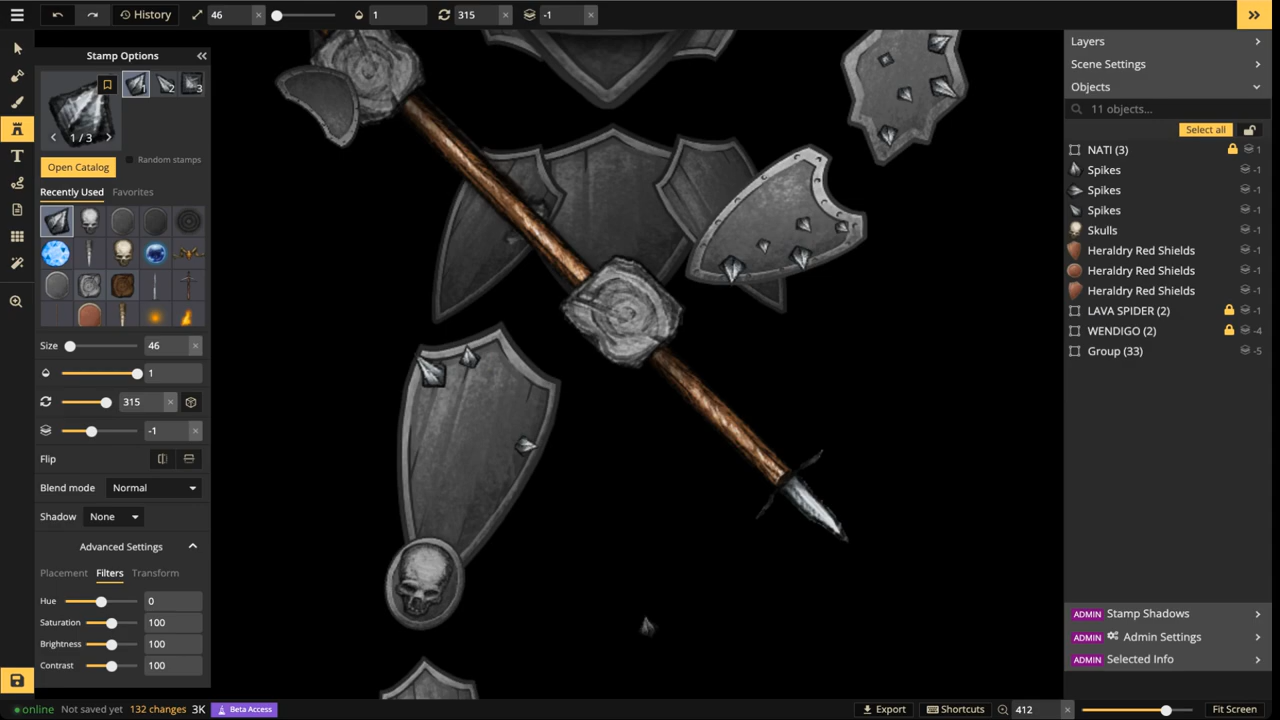 History 46 × 1 315 × -1 ×
Stamp Options
1 2 3
1 / 3
Open Catalog Random stamps
Recently Used Favorites
Size 46 ×
1
315 ×
-1 ×
Flip
Blend mode Normal
Shadow None
Advanced Settings
Placement Filters Transform
Hue 0
Saturation 100
Brightness 100
Contrast 100
Layers
Scene Settings
Objects
11 objects...
Select all
NATI (3) 1
Spikes -1
Spikes -1
Spikes -1
Skulls -1
Heraldry Red Shields -1
Heraldry Red Shields -1
Heraldry Red Shields -1
LAVA SPIDER (2) -1
WENDIGO (2) -4
Group (33) -5
ADMIN Stamp Shadows
ADMIN Admin Settings
ADMIN Selected Info
online Not saved yet 132 changes 3K Beta Access Export Shortcuts 412 × Fit Screen